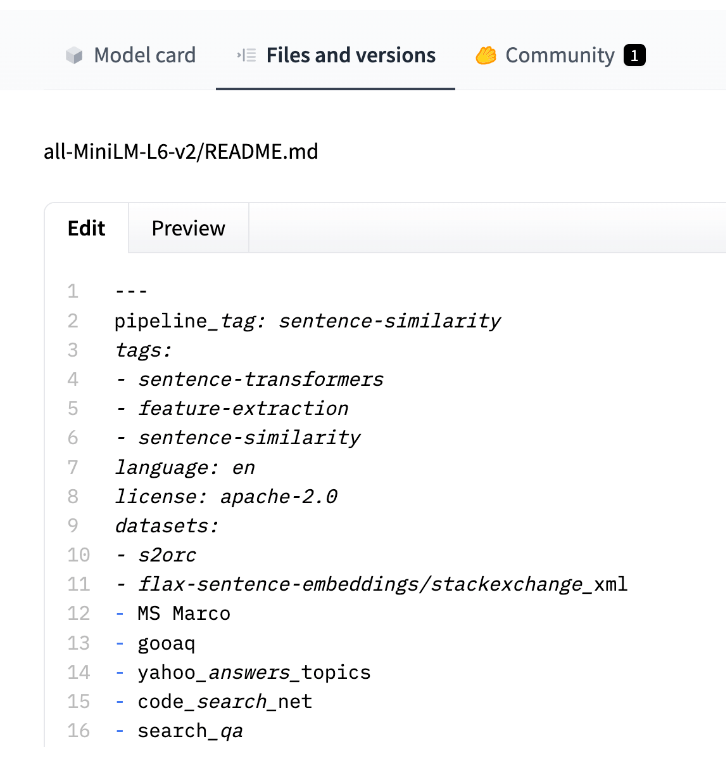 Model card Files and versions Community 1
all-MiniLM-L6-v2/README.md
Edit Preview
1 ---
2 pipeline_tag: sentence-similarity
3 tags:
4 - sentence-transformers
5 - feature-extraction
6 - sentence-similarity
7 language: en
8 license: apache-2.0
9 datasets:
10 - s2orc
11 - flax-sentence-embeddings/stackexchange_xml
12 - MS Marco
13 - gooaq
14 - yahoo_answers_topics
15 - code_search_net
16 - search_qa